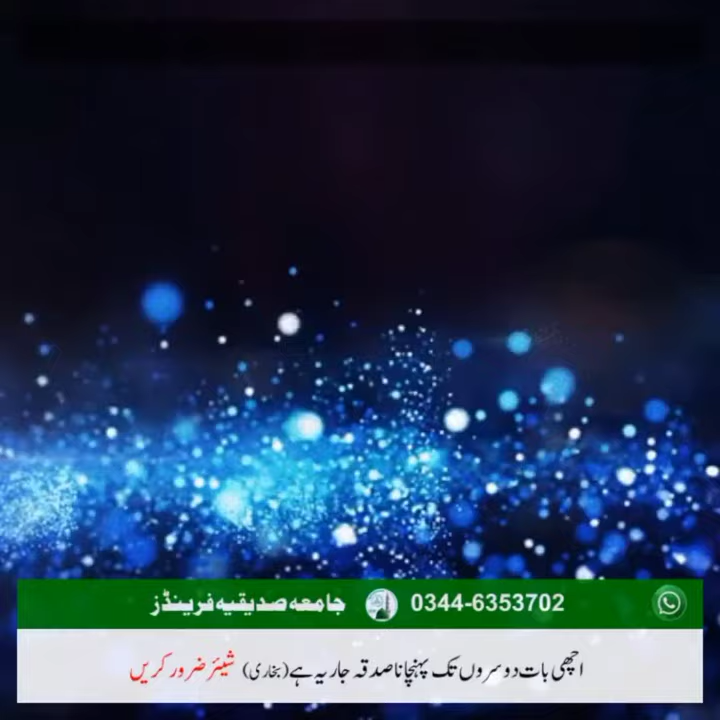 جامعہ صدیقیہ فرینڈز 0344-6353702
اچھی بات دوسروں تک پہنچانا صدقہ جاریہ ہے (بخاری) شیئر ضرور کریں